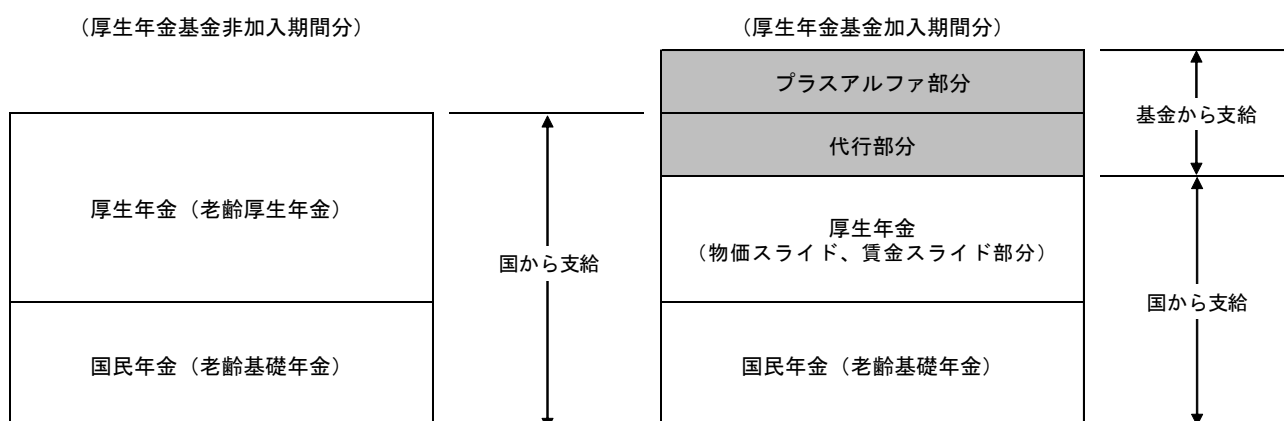 （厚生年金基金非加入期間分）
厚生年金（老齢厚生年金）
国民年金（老齢基礎年金）
国から支給
（厚生年金基金加入期間分）
プラスアルファ部分
代行部分
厚生年金
（物価スライド、賃金スライド部分）
国民年金（老齢基礎年金）
基金から支給
国から支給